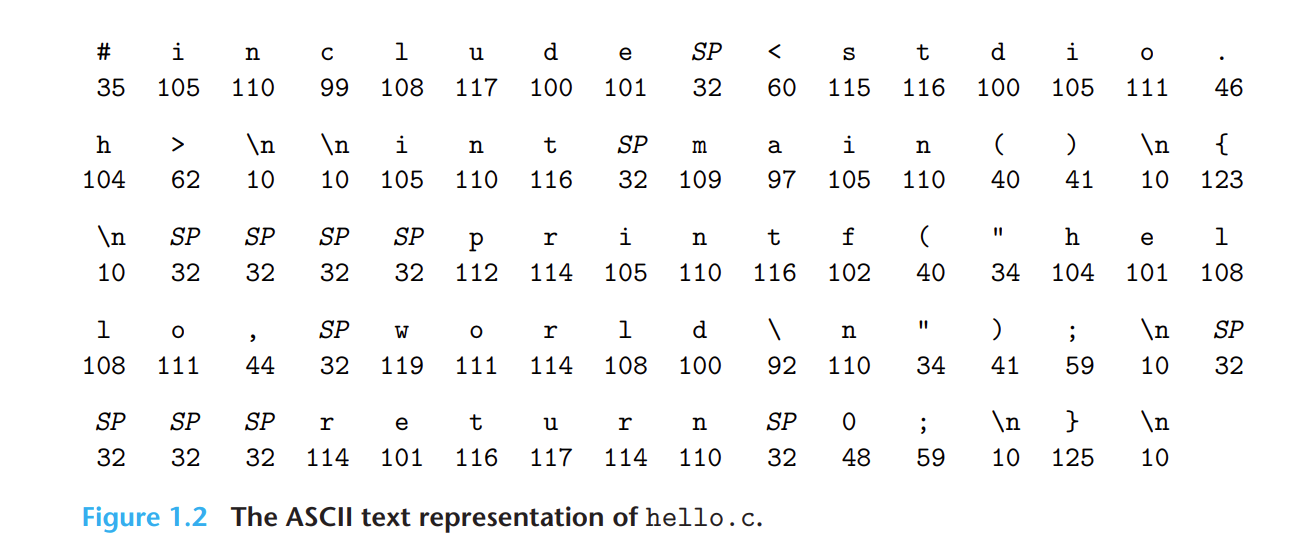 # i n c l u d e SP < s t d i o .
35 105 110 99 108 117 100 101 32 60 115 116 100 105 111 46
h > \n \n i n t SP m a i n ( ) \n {
104 62 10 10 105 110 116 32 109 97 105 110 40 41 10 123
\n SP SP SP SP p r i n t f ( " h e l
10 32 32 32 32 112 114 105 110 116 102 40 34 104 101 108
l o , SP w o r l d \ n " ) ; \n SP
108 111 44 32 119 111 114 108 100 92 110 34 41 59 10 32
SP SP SP r e t u r n SP 0 ; \n } \n
32 32 32 114 101 116 117 114 110 32 48 59 10 125 10
Figure 1.2 The ASCII text representation of hello.c.